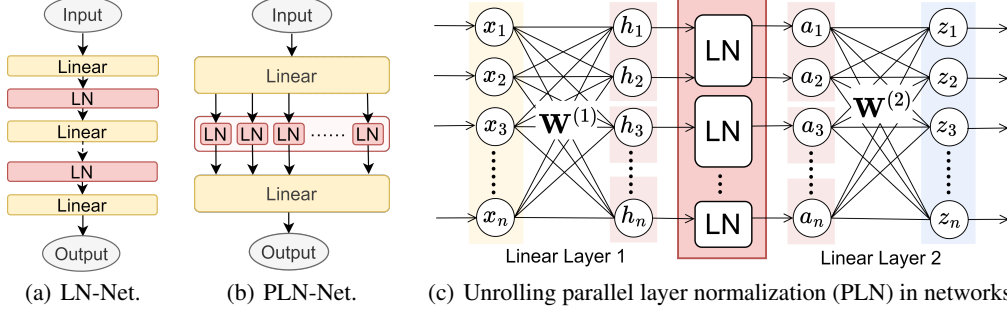 Input
Linear
LN
Linear
LN
Linear
Output
(a) LN-Net.
Input
Linear
LN LN LN ...... LN
Linear
Output
(b) PLN-Net.
x₁ h₁ LN a₁ z₁
x₂ h₂ a₂ z₂
W⁽¹⁾ W⁽²⁾
x₃ h₃ LN a₃ z₃
xₙ hₙ LN aₙ zₙ
Linear Layer 1 Linear Layer 2
(c) Unrolling parallel layer normalization (PLN) in networks